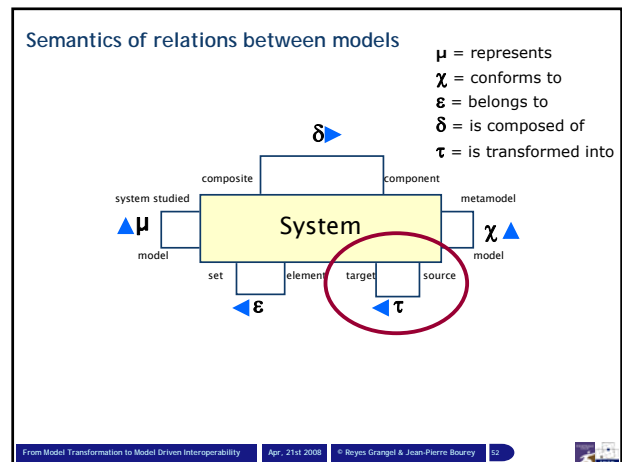 Semantics of relations between models
μ = represents
χ = conforms to
ε = belongs to
δ = is composed of
τ = is transformed into
δ
composite
component
system studied
metamodel
μ
System
χ
model
model
set
element
target
source
ε
τ
From Model Transformation to Model Driven Interoperability
Apr, 21st 2008
© Reyes Grangel & Jean-Pierre Bourey
52